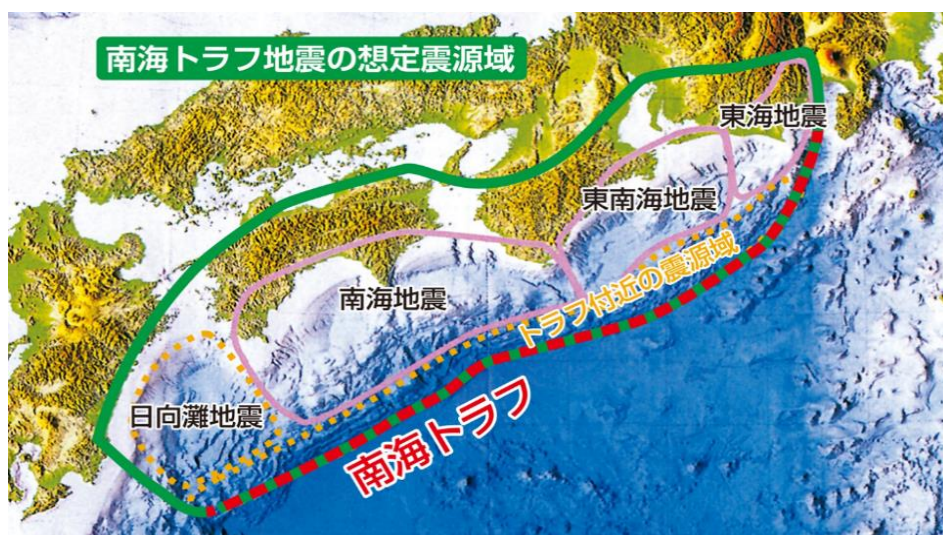 南海トラフ地震の想定震源域
東海地震
東南海地震
トラフ付近の震源域
南海地震
日向灘地震
南海トラフ